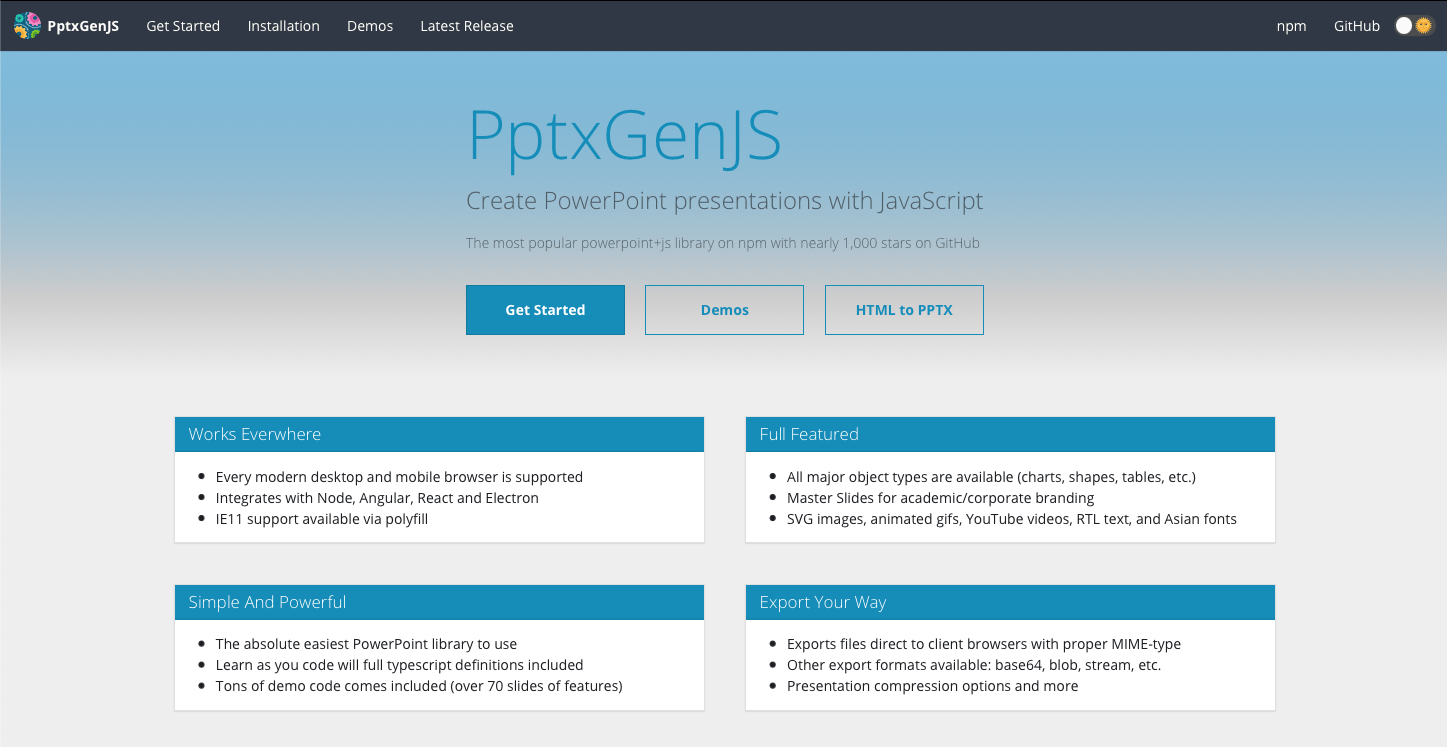 PptxGenJS Get Started Installation Demos Latest Release npm GitHub
PptxGenJS
Create PowerPoint presentations with JavaScript
The most popular powerpoint+js library on npm with nearly 1,000 stars on GitHub
Get Started Demos HTML to PPTX
Works Everwhere
Every modern desktop and mobile browser is supported
Integrates with Node, Angular, React and Electron
IE11 support available via polyfill
Full Featured
All major object types are available (charts, shapes, tables, etc.)
Master Slides for academic/corporate branding
SVG images, animated gifs, YouTube videos, RTL text, and Asian fonts
Simple And Powerful
The absolute easiest PowerPoint library to use
Learn as you code will full typescript definitions included
Tons of demo code comes included (over 70 slides of features)
Export Your Way
Exports files direct to client browsers with proper MIME-type
Other export formats available: base64, blob, stream, etc.
Presentation compression options and more